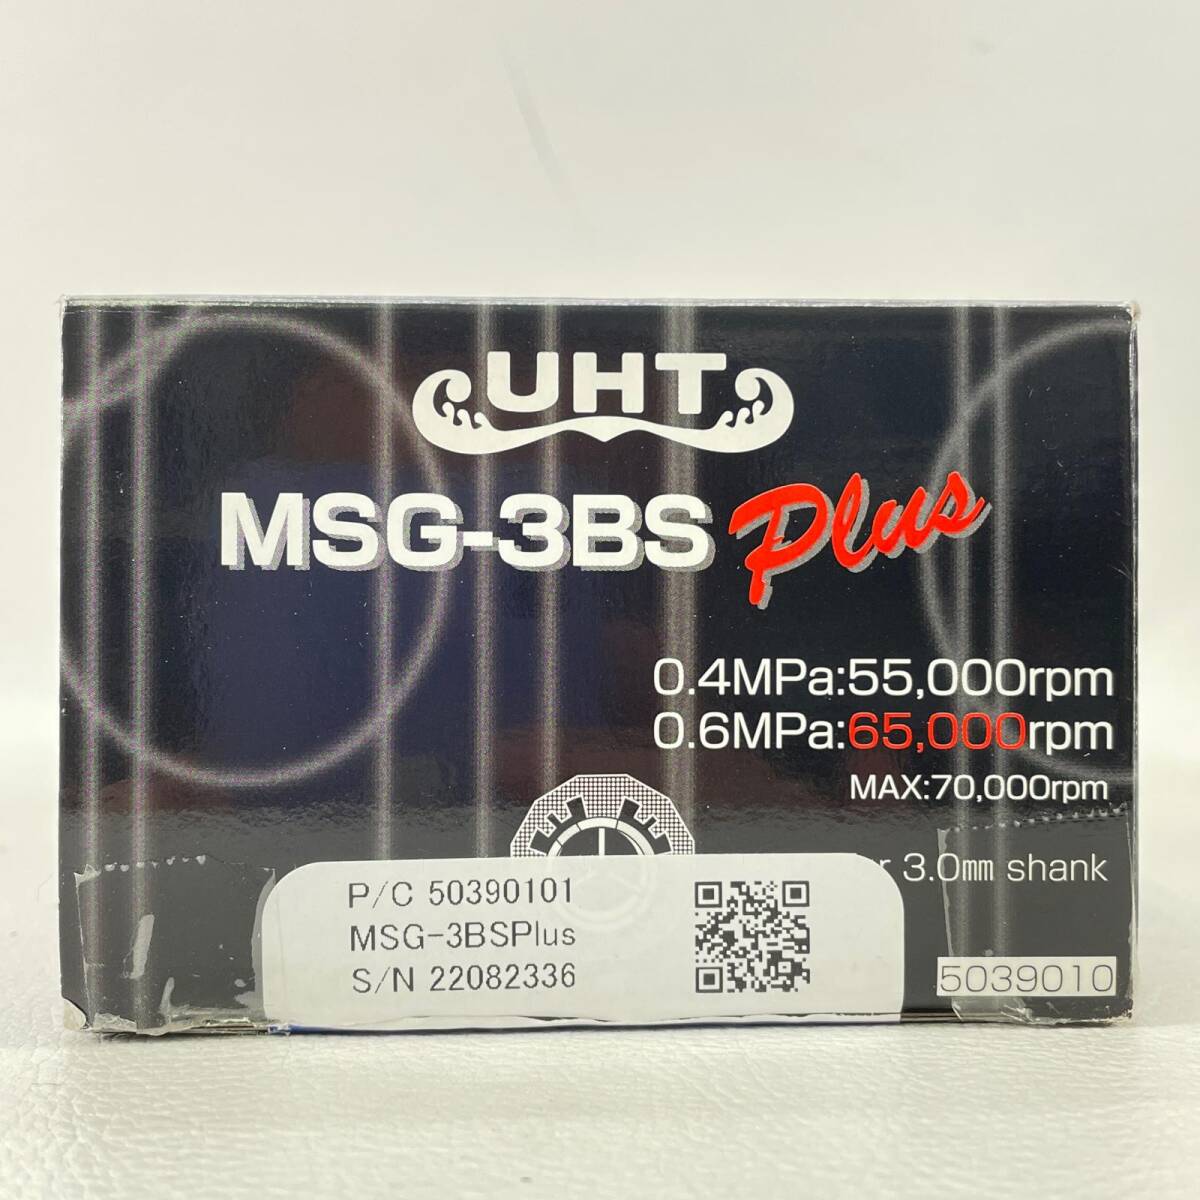 UHT
MSG-3BS Plus
0.4MPa:55,000rpm
0.6MPa:65,000rpm
MAX:70,000rpm
3.0mm shank
P/C 50390101
MSG-3BSPlus
S/N 22082336
5039010